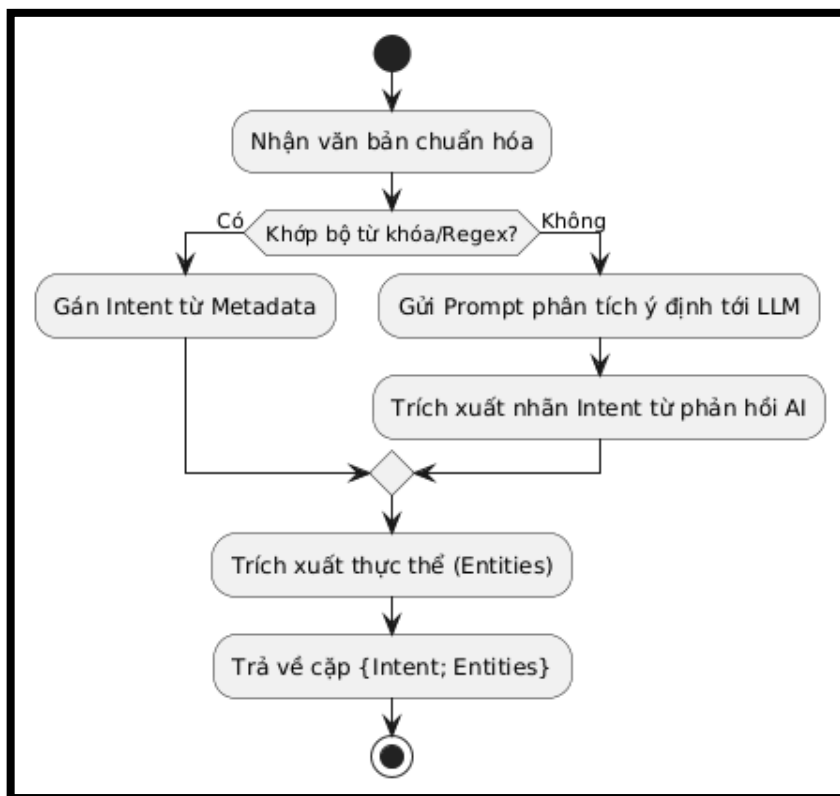 Nhận văn bản chuẩn hóa
Có
Khớp bộ từ khóa/Regex?
Không
Gán Intent từ Metadata
Gửi Prompt phân tích ý định tới LLM
Trích xuất nhãn Intent từ phản hồi AI
Trích xuất thực thể (Entities)
Trả về cặp {Intent; Entities}